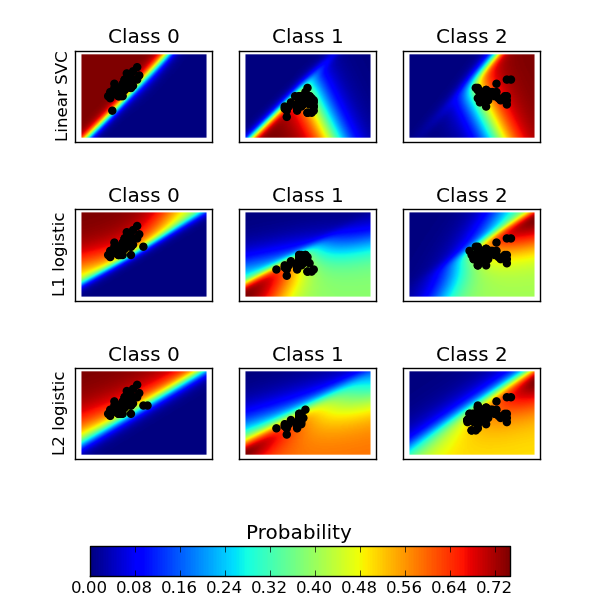 Class 0 Class 1 Class 2
Linear SVC
Class 0 Class 1 Class 2
L1 logistic
Class 0 Class 1 Class 2
L2 logistic
Probability
0.00 0.08 0.16 0.24 0.32 0.40 0.48 0.56 0.64 0.72